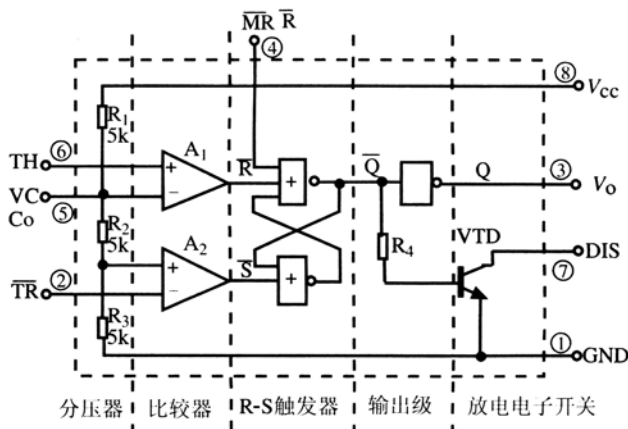 M̅R̅ R̅
④
⑧ Vcc
R1
5k
TH ⑥
A1
+
−
R̅
+
Q̅
Q
③ Vo
VC
Co ⑤
R2
5k
A2
+
−
S̅
+
R4
VTD
DIS
⑦
T̅R̅ ②
R3
5k
① GND
分压器 比较器 R-S触发器 输出级 放电电子开关